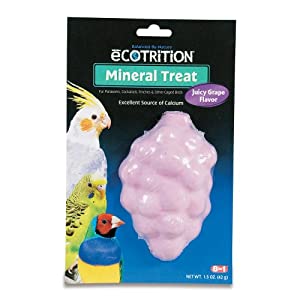 Balanced By Nature
ecotrition
Mineral Treat
For Parakeets, Cockatiels, Finches & Other Caged Birds
Juicy Grape
Flavor
Excellent Source of Calcium
8in1
NET WT. 1.5 OZ. (42 g)